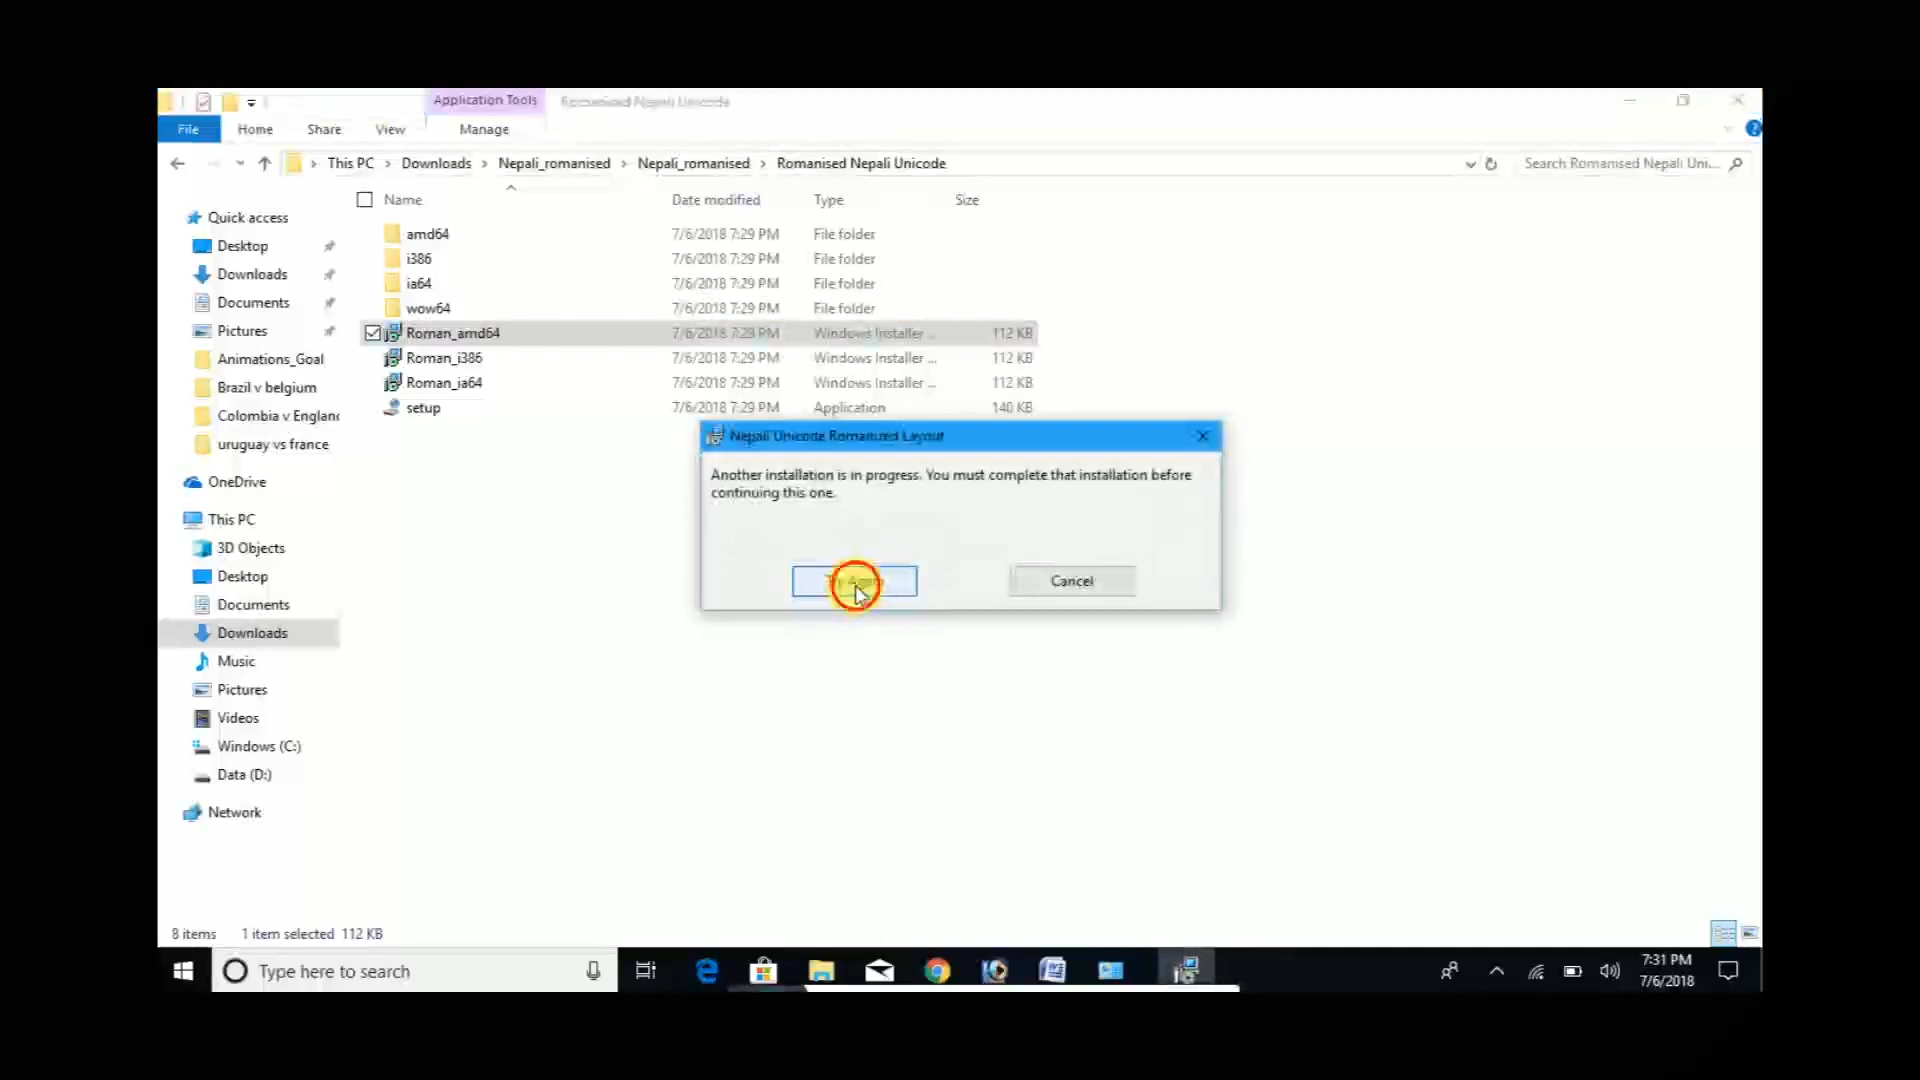 Application Tools
Romanised Nepali Unicode
File
Home
Share
View
Manage
This PC > Downloads > Nepali_romanised > Nepali_romanised > Romanised Nepali Unicode
Search Romanised Nepali Uni...
Name
Date modified
Type
Size
amd64 7/6/2018 7:29 PM File folder
i386 7/6/2018 7:29 PM File folder
ia64 7/6/2018 7:29 PM File folder
wow64 7/6/2018 7:29 PM File folder
Roman_amd64 7/6/2018 7:29 PM Windows Installer ... 112 KB
Roman_i386 7/6/2018 7:29 PM Windows Installer ... 112 KB
Roman_ia64 7/6/2018 7:29 PM Windows Installer ... 112 KB
setup 7/6/2018 7:29 PM Application 140 KB
Quick access
Desktop
Downloads
Documents
Pictures
Animations_Goal
Brazil v belgium
Colombia v England
uruguay vs france
OneDrive
This PC
3D Objects
Desktop
Documents
Downloads
Music
Pictures
Videos
Windows (C:)
Data (D:)
Network
Nepali Unicode Romanized Layout
Another installation is in progress. You must complete that installation before
continuing this one.
Cancel
8 items
1 item selected 112 KB
Type here to search
7:31 PM
7/6/2018